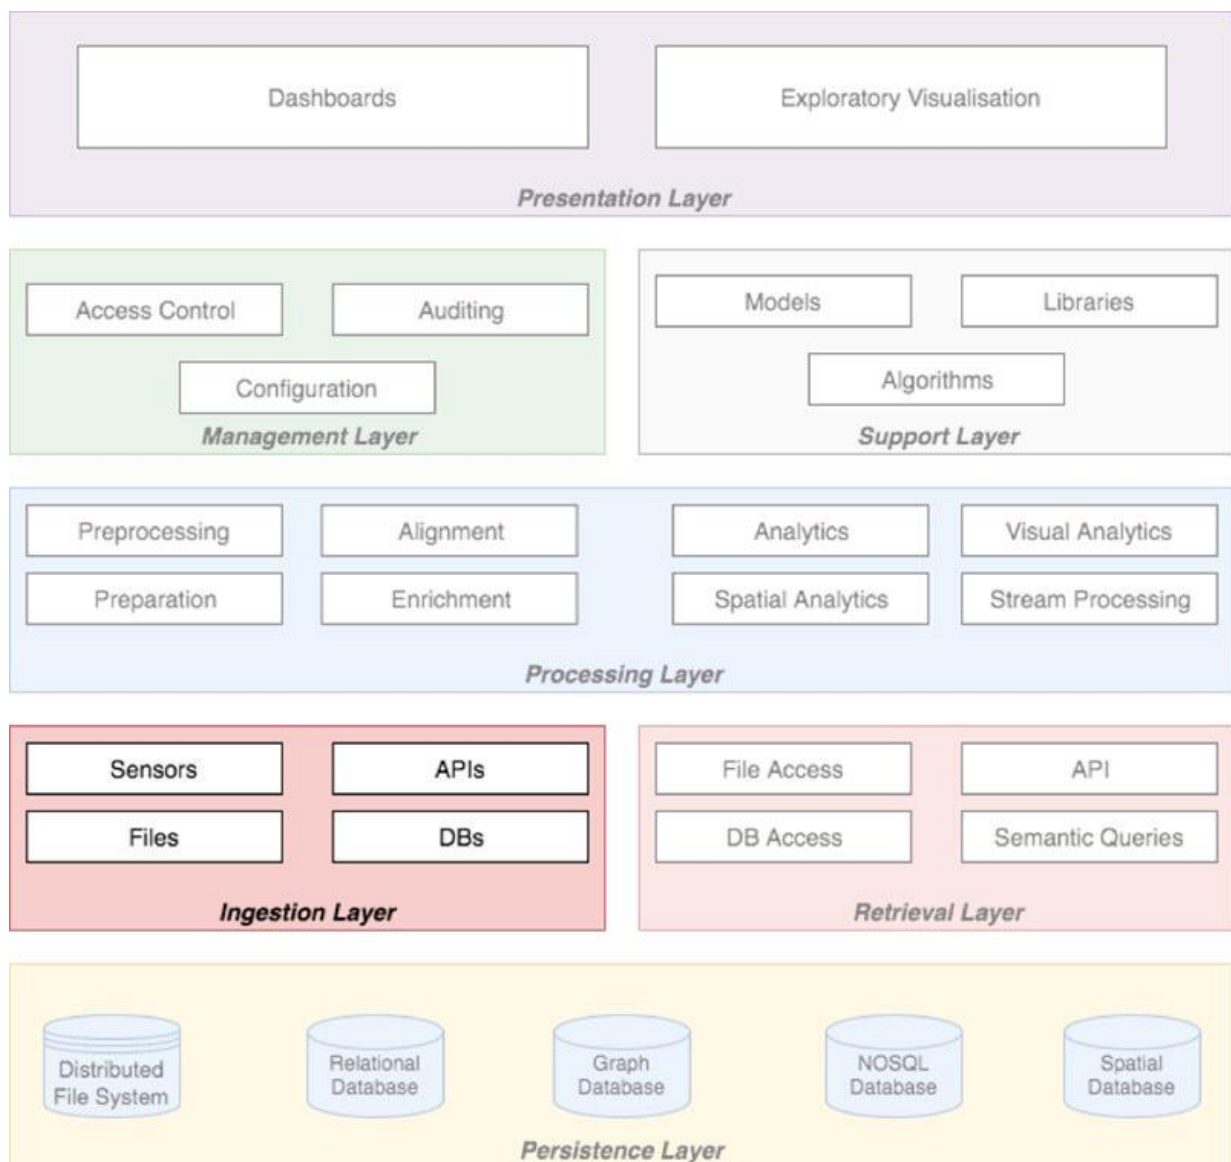 Dashboards
Exploratory Visualisation
Presentation Layer
Access Control
Auditing
Configuration
Management Layer
Models
Libraries
Algorithms
Support Layer
Preprocessing
Alignment
Analytics
Visual Analytics
Preparation
Enrichment
Spatial Analytics
Stream Processing
Processing Layer
Sensors
APIs
Files
DBs
Ingestion Layer
File Access
API
DB Access
Semantic Queries
Retrieval Layer
Distributed
File System
Relational
Database
Graph
Database
NOSQL
Database
Spatial
Database
Persistence Layer